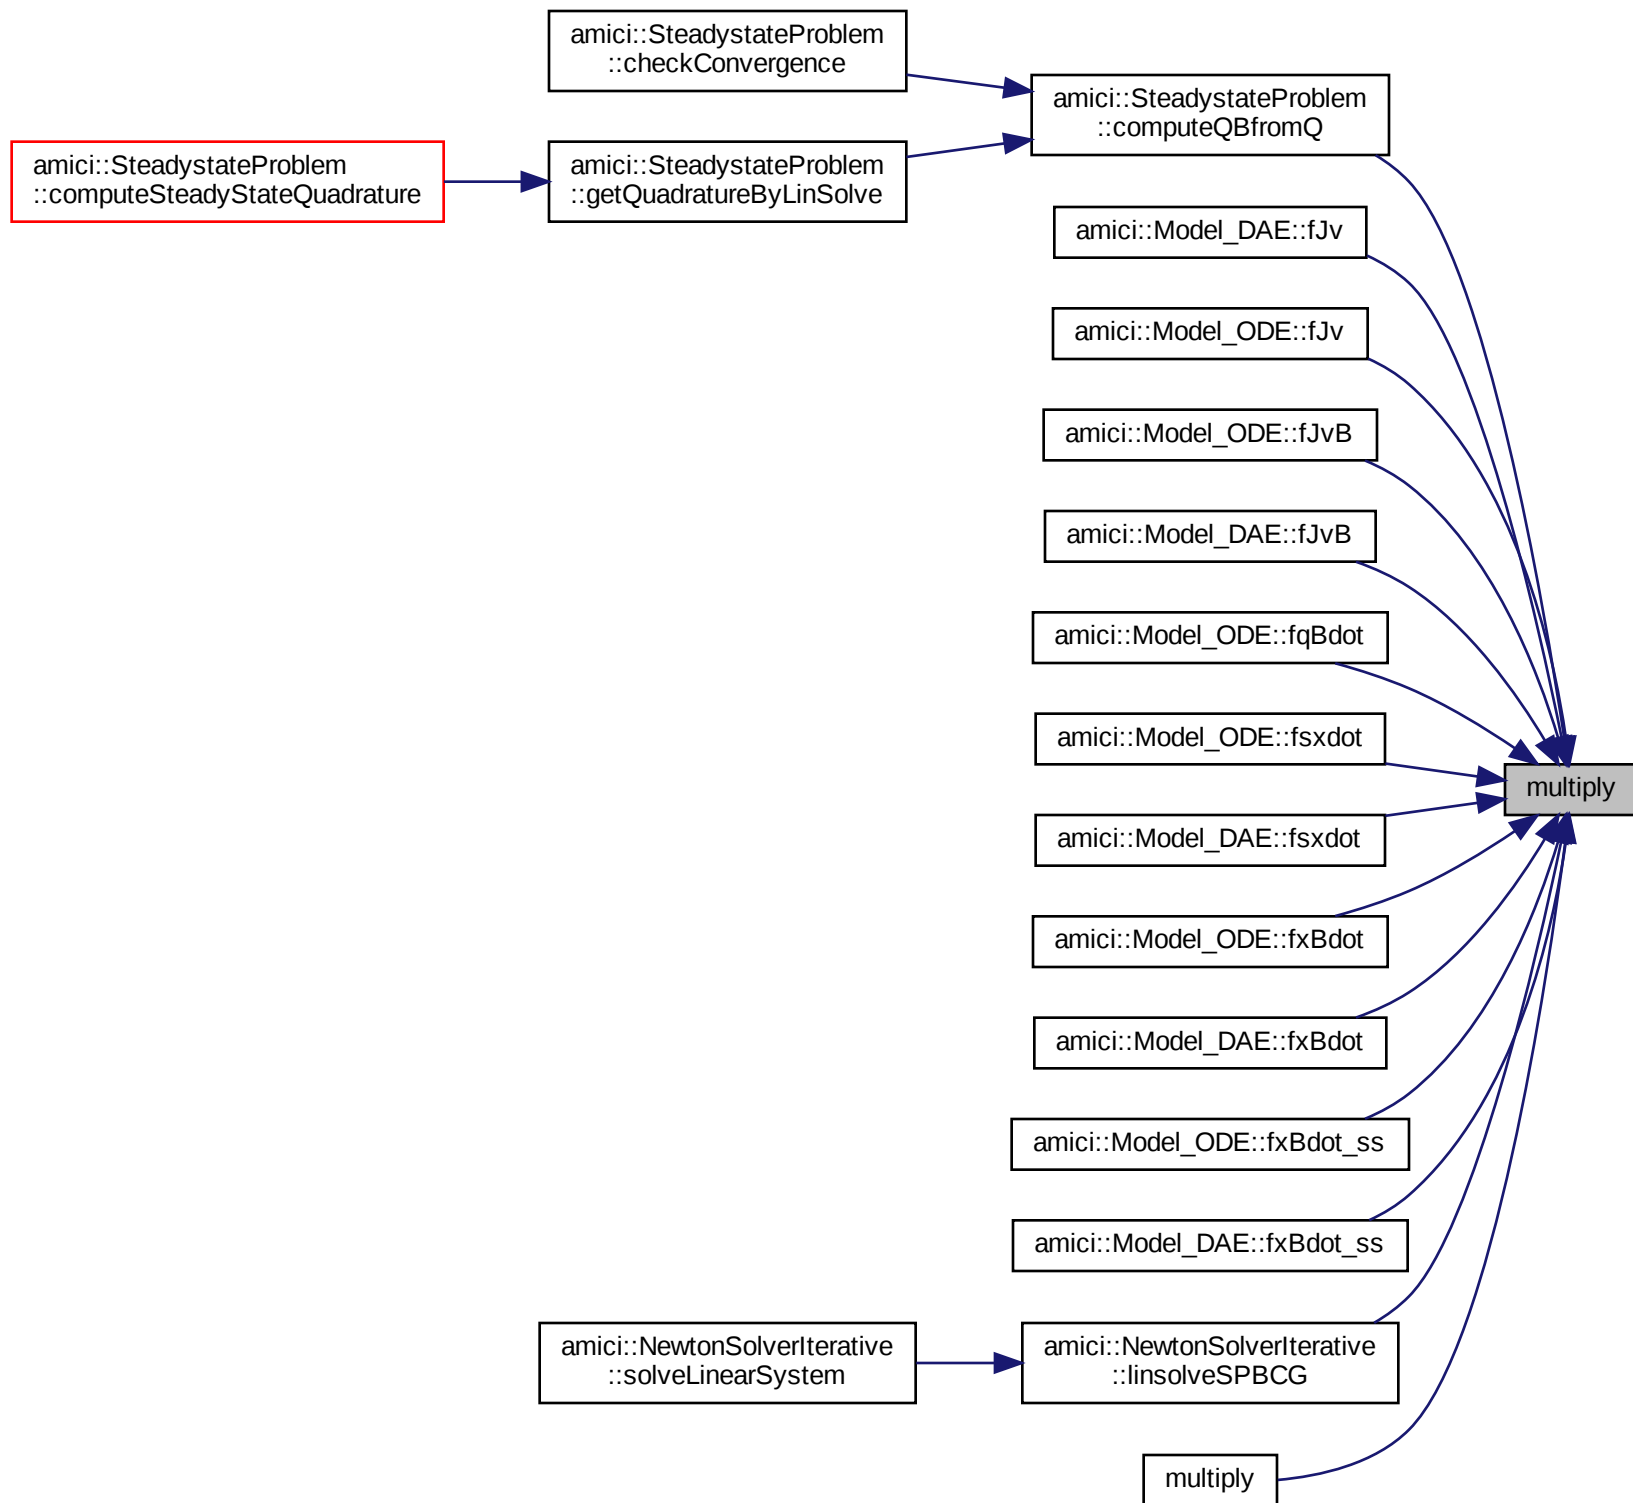 amici::SteadystateProblem
::checkConvergence
amici::SteadystateProblem
::computeQBfromQ
amici::SteadystateProblem
::computeSteadyStateQuadrature
amici::SteadystateProblem
::getQuadratureByLinSolve
amici::Model_DAE::fJv
amici::Model_ODE::fJv
amici::Model_ODE::fJvB
amici::Model_DAE::fJvB
amici::Model_ODE::fqBdot
amici::Model_ODE::fsxdot
multiply
amici::Model_DAE::fsxdot
amici::Model_ODE::fxBdot
amici::Model_DAE::fxBdot
amici::Model_ODE::fxBdot_ss
amici::Model_DAE::fxBdot_ss
amici::NewtonSolverIterative
::solveLinearSystem
amici::NewtonSolverIterative
::linsolveSPBCG
multiply